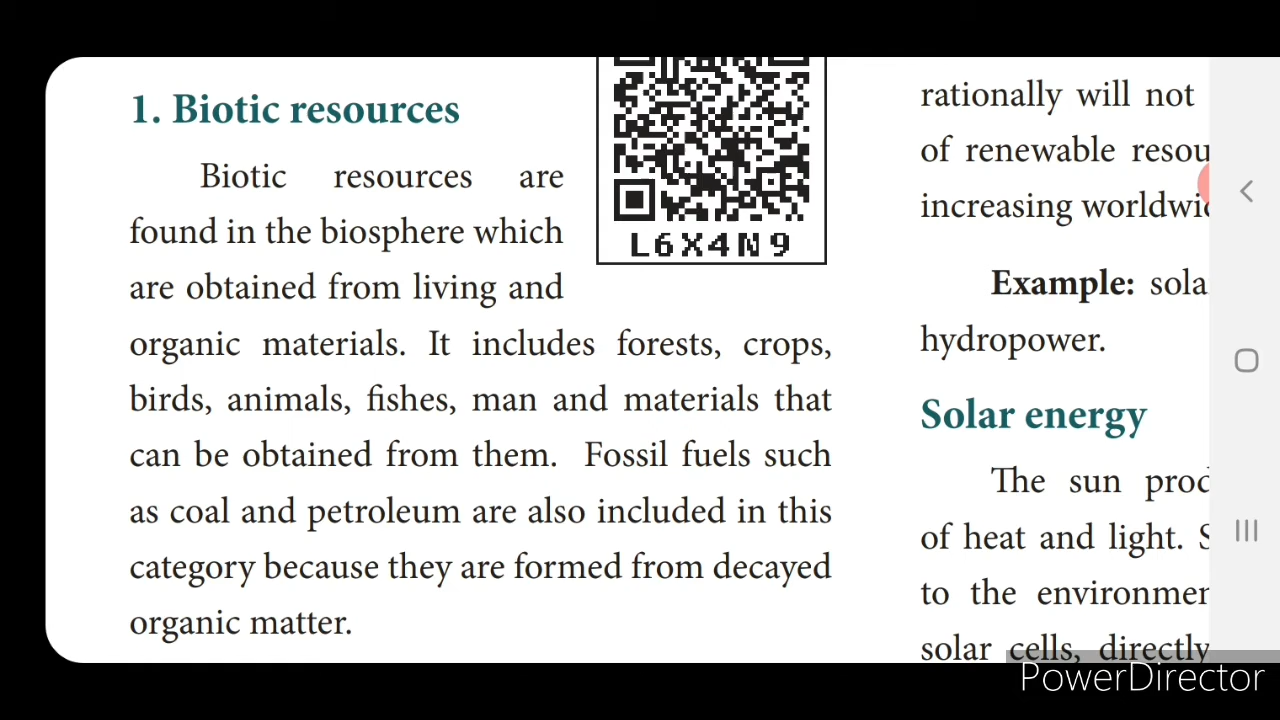 1. Biotic resources
Biotic resources are
found in the biosphere which
are obtained from living and
organic materials. It includes forests, crops,
birds, animals, fishes, man and materials that
can be obtained from them. Fossil fuels such
as coal and petroleum are also included in this
category because they are formed from decayed
organic matter.
L6X4N9
rationally will not
of renewable
increasing
Example:
hydropower.
Solar energy
The sun
of heat and light.
to the
solar cells, directly
PowerDirector